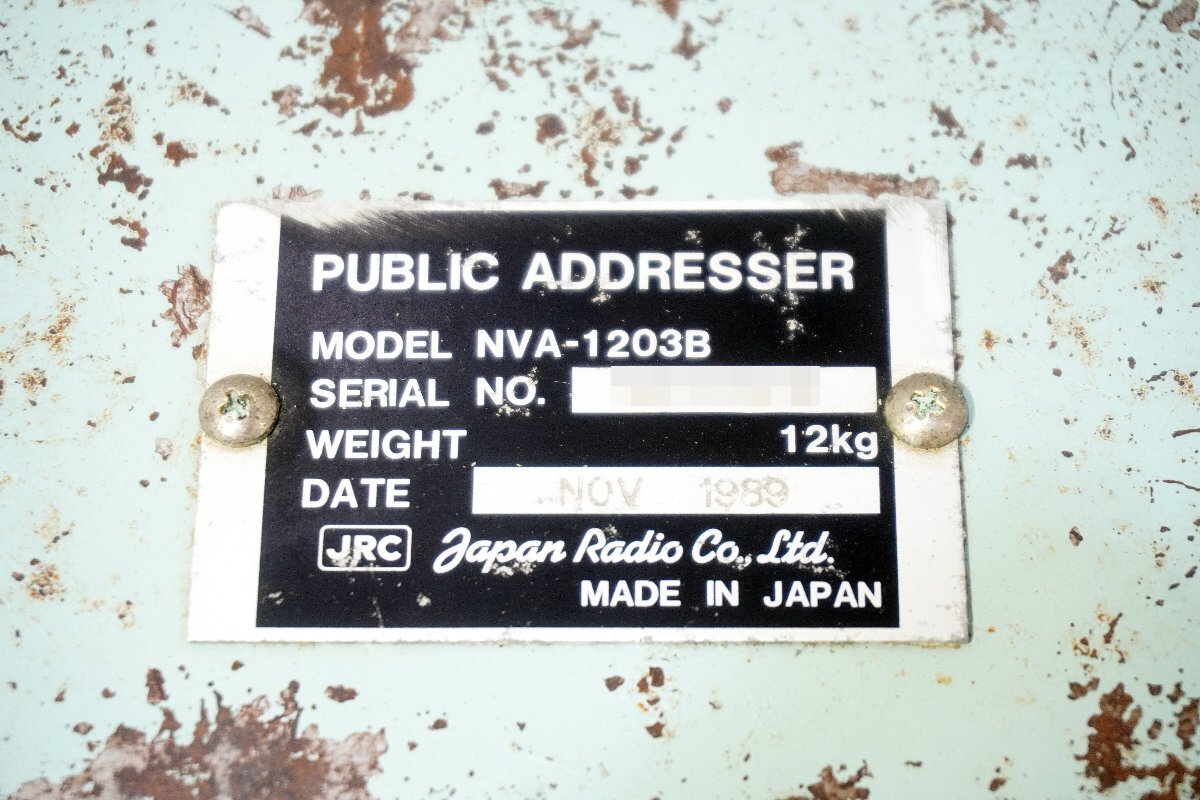 PUBLIC ADDRESSER
MODEL NVA-1203B
SERIAL NO.
WEIGHT 12kg
DATE NOV 1989
JRC Japan Radio Co., Ltd.
MADE IN JAPAN